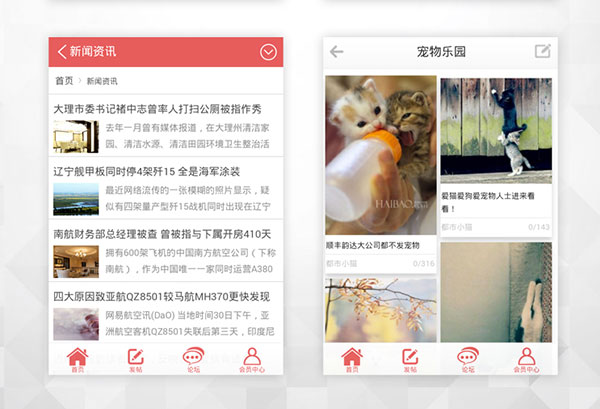 新闻资讯
首页 > 新闻资讯
大理市委书记褚中志曾率人打扫公厕被指作秀
去年一月曾有媒体报道，在大理州清洁家
园、清洁水源、清洁田园环境卫生整治活
辽宁舰甲板同时停4架歼15 全是海军涂装
最近网络流传的一张模糊的照片显示，疑
似有四架量产型歼15战机同时出现在辽宁
南航财务部总经理被查 曾被指与下属开房410天
拥有600架飞机的中国南方航空公司（下称
南航），作为中国唯一一家同时运营A380
四大原因致亚航QZ8501较马航MH370更快发现
网易航空讯(DaO) 当地时间30日下午，亚
洲航空客机QZ8501失联后第三天，印度尼
首页
发帖
论坛
会员中心
宠物乐园
HAIBAO
顺丰韵达大公司都不发宠物
都市小猫 0/316
爱猫爱狗爱宠物人士进来看
看！
都市小猫 0/143
首页
发帖
论坛
会员中心